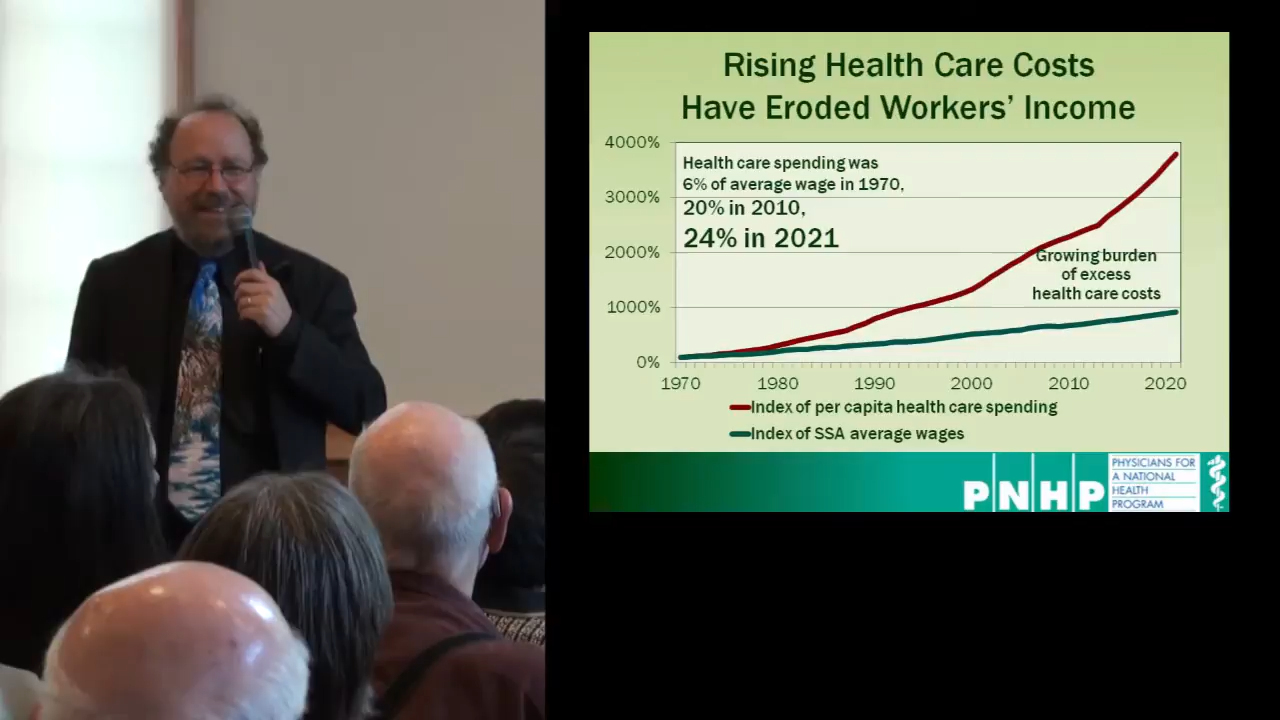 Rising Health Care Costs
Have Eroded Workers’ Income
4000%
3000%
2000%
1000%
0%
Health care spending was
6% of average wage in 1970,
20% in 2010,
24% in 2021
Growing burden
of excess
health care costs
1970 1980 1990 2000 2010 2020
Index of per capita health care spending
Index of SSA average wages
PNHP
PHYSICIANS FOR
A NATIONAL
HEALTH
PROGRAM